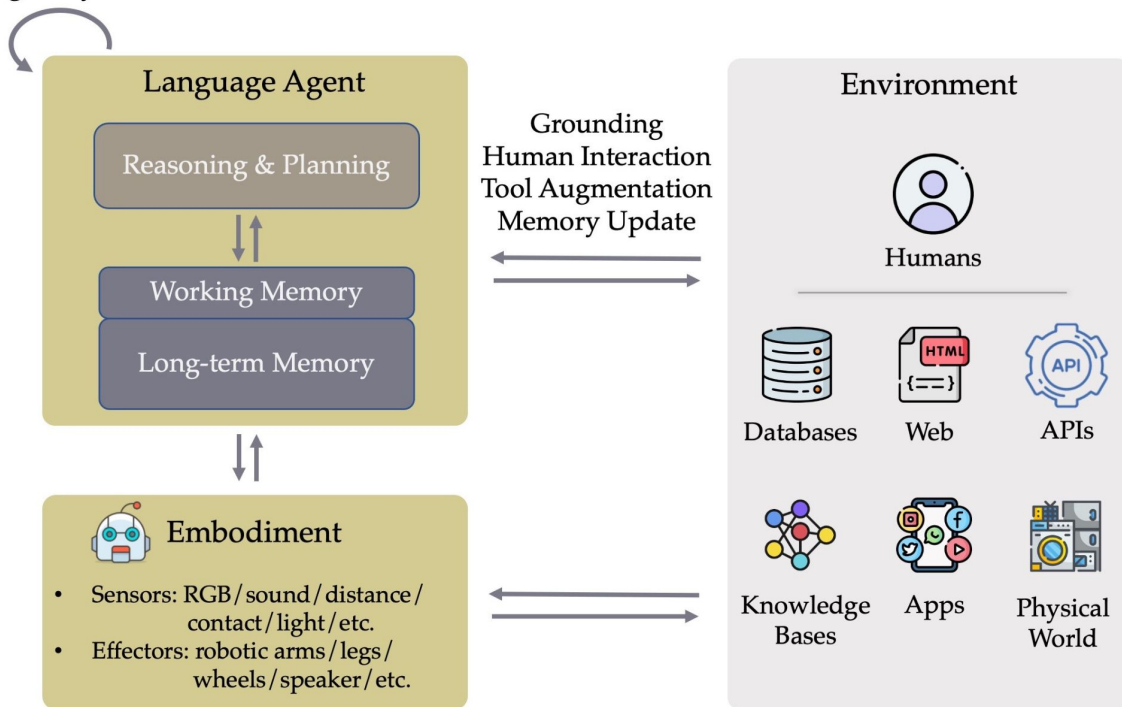 Language Agent
Reasoning & Planning
Working Memory
Long-term Memory
Grounding
Human Interaction
Tool Augmentation
Memory Update
Embodiment
• Sensors: RGB/sound/distance/
contact/light/etc.
• Effectors: robotic arms/legs/
wheels/speaker/etc.
Environment
Humans
HTML
{==}
API
Databases
Web
APIs
Knowledge
Bases
Apps
Physical
World